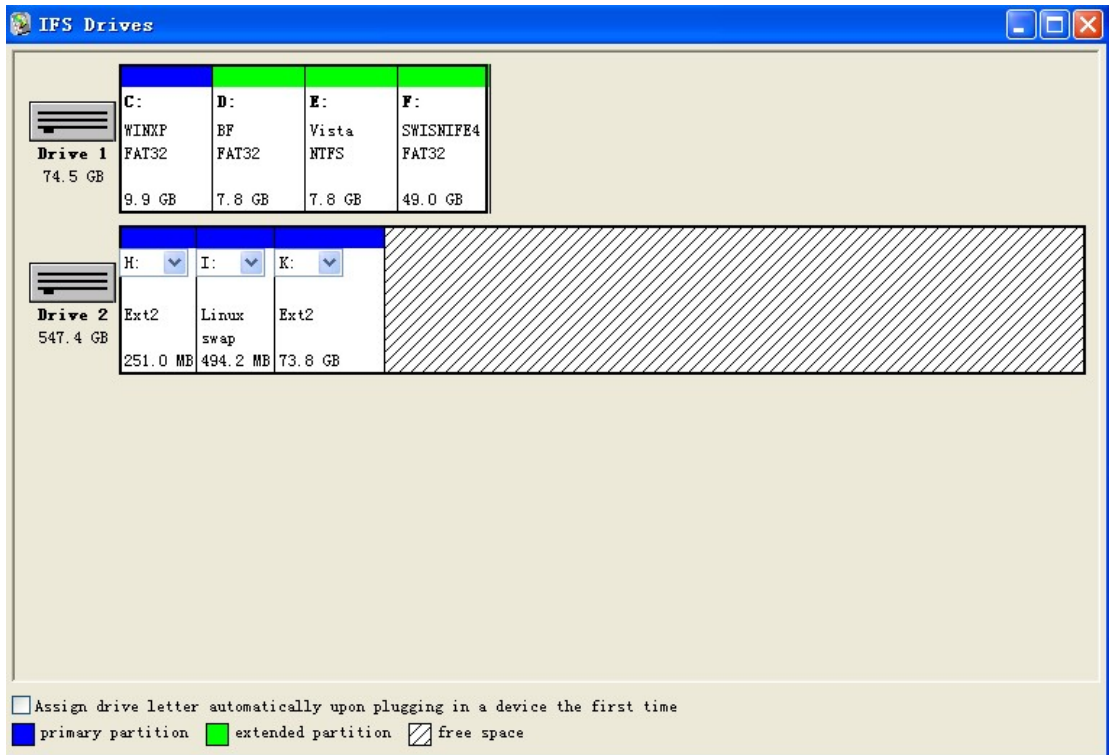 IFS Drives
C: D: E: F:
WINXP BF Vista SWISNIFE4
Drive 1 FAT32 FAT32 NTFS FAT32
74.5 GB
9.9 GB 7.8 GB 7.8 GB 49.0 GB
H: I: K:
Drive 2 Ext2 Linux Ext2
547.4 GB swap
251.0 MB 494.2 MB 73.8 GB
Assign drive letter automatically upon plugging in a device the first time
primary partition extended partition free space